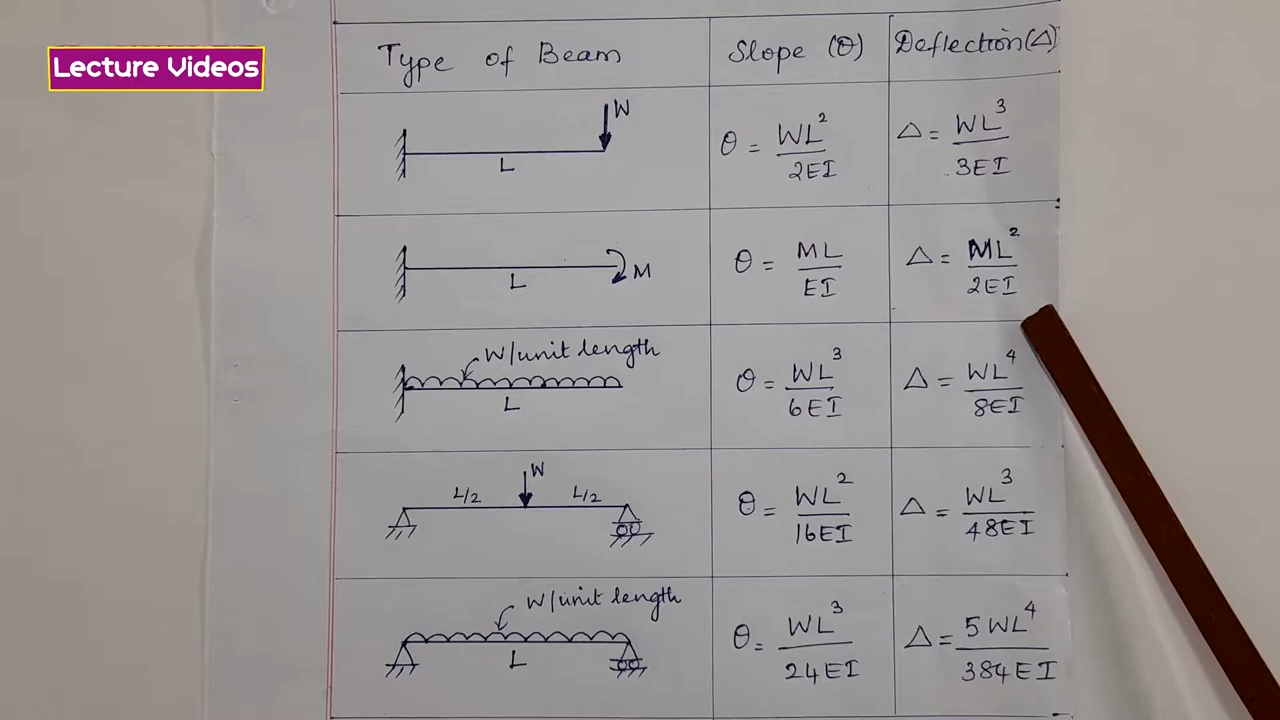 Lecture Videos
Type of Beam Slope (θ) Deflection(Δ)
W
L
θ = WL²/2EI
Δ = WL³/3EI
M
L
θ = ML/EI
Δ = ML²/2EI
W/unit length
L
θ = WL³/6EI
Δ = WL⁴/8EI
W
L/2 L/2
θ = WL²/16EI
Δ = WL³/48EI
W/unit length
L
θ = WL³/24EI
Δ = 5WL⁴/384EI